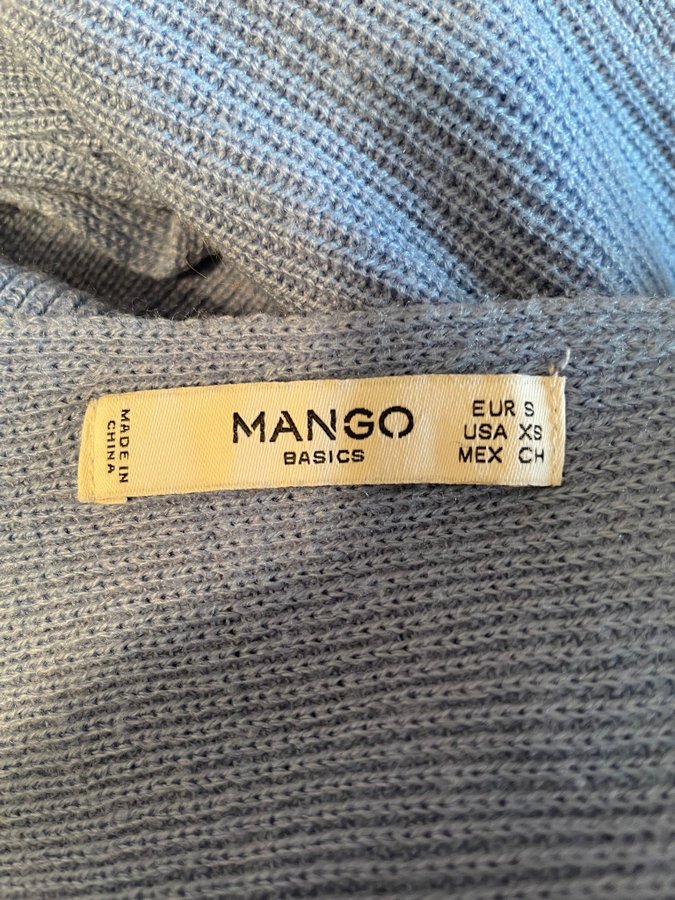 MADE IN
CHINA
MANGO
BASICS
EUR S
USA XS
MEX CH